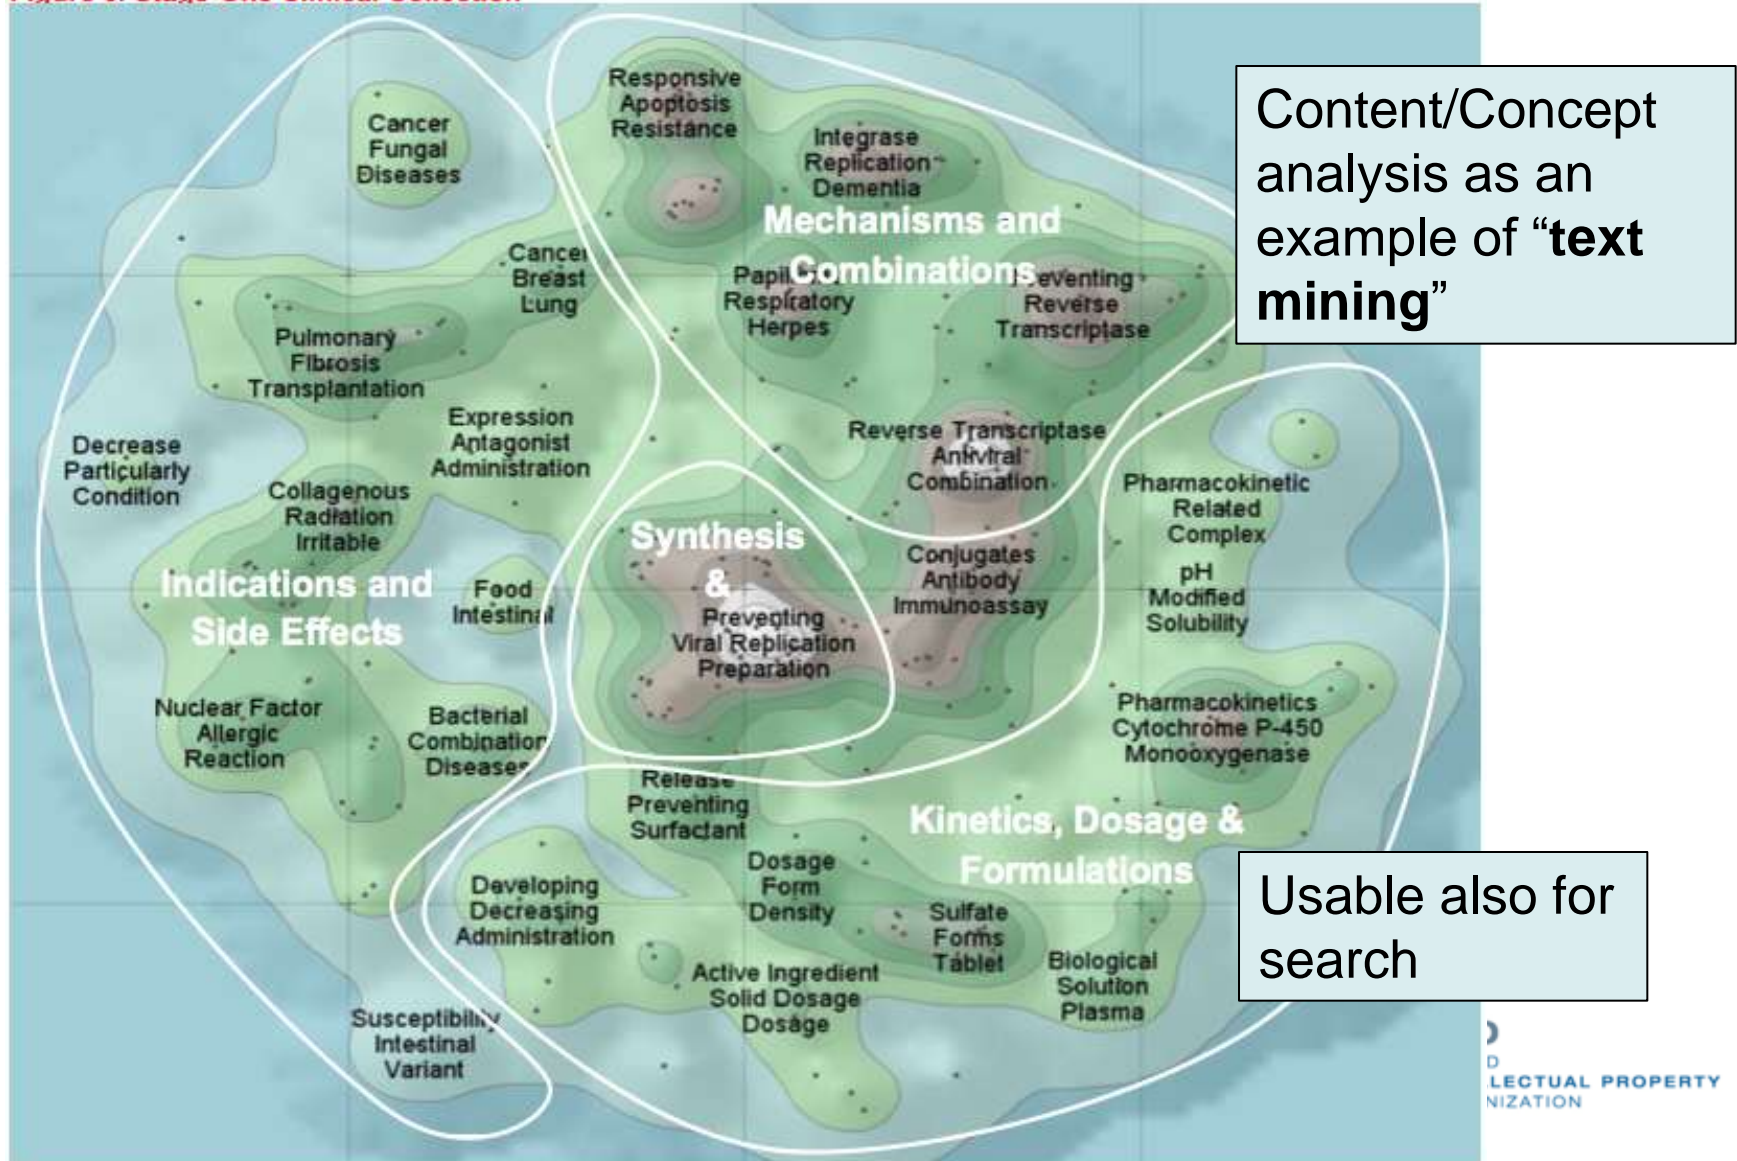 Content/Concept
analysis as an
example of “text
mining”
Responsive
Apoptosis
Resistance
Cancer
Fungal
Diseases
Integrase
Replication
Dementia
Mechanisms and
Combinations
Cancer
Breast
Lung
Respiratory
Herpes
Reverse
Transcriptase
Pulmonary
Fibrosis
Transplantation
Expression
Antagonist
Administration
Reverse Transcriptase
Antiviral
Combination
Decrease
Particularly
Condition
Collagenous
Radiation
Irritable
Pharmacokinetic
Related
Complex
Synthesis
&
Preventing
Viral Replication
Preparation
Conjugates
Antibody
Immunoassay
Indications and
Side Effects
Food
Intestinal
pH
Modified
Solubility
Nuclear Factor
Allergic
Reaction
Bacterial
Combination
Diseases
Pharmacokinetics
Cytochrome P-450
Monooxygenase
Release
Preventing
Surfactant
Kinetics, Dosage &
Formulations
Dosage
Form
Density
Developing
Decreasing
Administration
Sulfate
Forms
Tablet
Usable also for
search
Active Ingredient
Solid Dosage
Dosage
Biological
Solution
Plasma
Susceptibility
Intestinal
Variant
LECTUAL PROPERTY
NIZATION